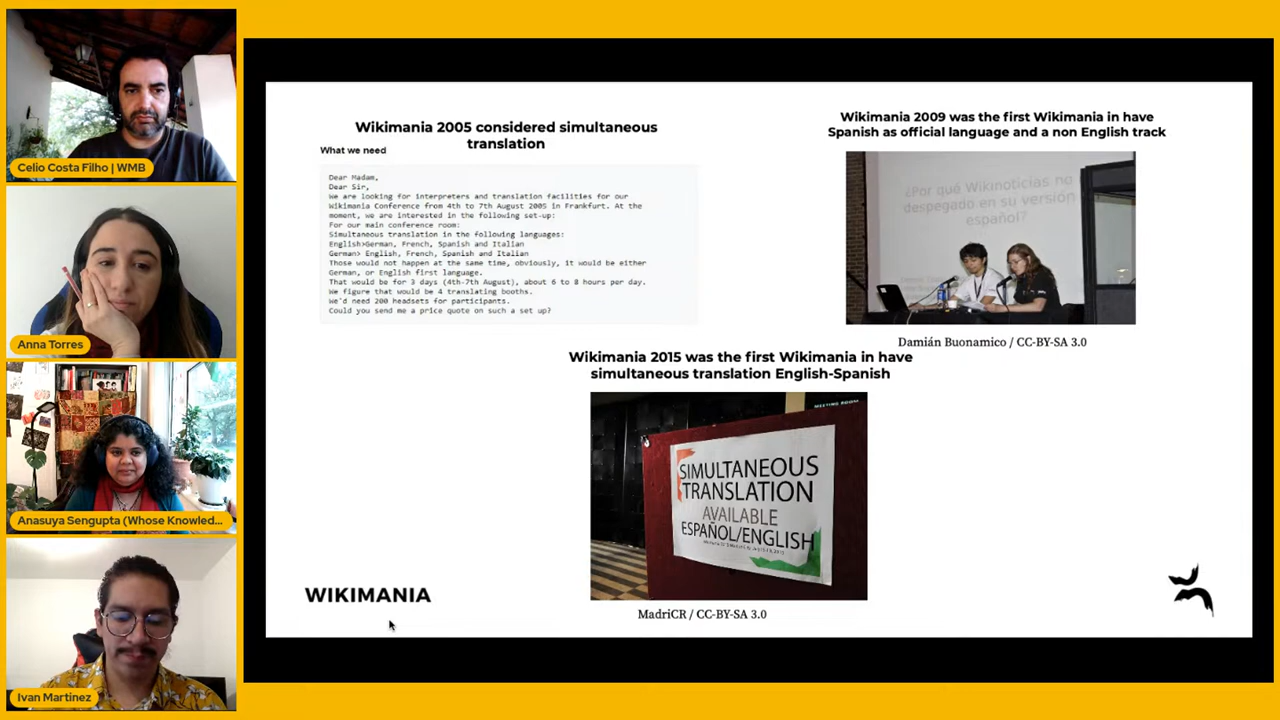 Celio Costa Filho | WMB
Anna Torres
Anasuya Sengupta (Whose Knowled...
Ivan Martínez
Wikimania 2005 considered simultaneous
translation
What we need
Dear Madam,
Dear Sir,
We are looking for interpreters and translation facilities for our
Wikimania Conference from 4th to 7th August 2005 in Frankfurt. At the
moment, we are interested in the following set-up:
For our main conference room:
Simultaneous translation in the following languages:
English>German, French, Spanish and Italian
German> English, French, Spanish and Italian
Those would not happen at the same time, obviously, it would be either
German, or English first language.
That would be for 3 days (4th-7th August), about 6 to 8 hours per day.
We figure that would be 4 translating booths.
We'd need 200 headsets for participants.
Could you send me a price quote on such a set up?
Wikimania 2009 was the first Wikimania in have
Spanish as official language and a non English track
¿Por qué Wikinoticias no
despegado en su versión
español?
Damián Buonamico / CC-BY-SA 3.0
Wikimania 2015 was the first Wikimania in have
simultaneous translation English-Spanish
MEETING ROOM
SIMULTANEOUS
TRANSLATION
AVAILABLE
ESPAÑOL/ENGLISH
MadriCR / CC-BY-SA 3.0
WIKIMANIA